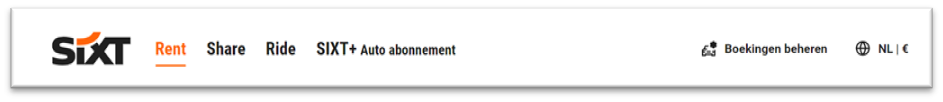 SIXT Rent Share Ride SIXT+ Auto abonnement Boekingen beheren NL | €